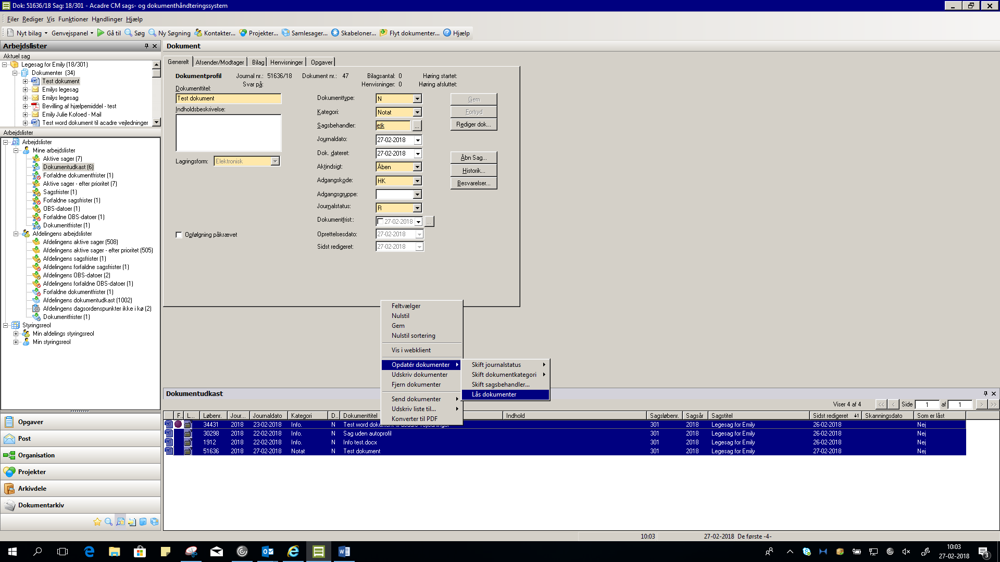 Dok: 51636/18 Sag: 18/301 - Acadre CM sags- og dokumenthåndteringssystem
Filer Rediger Vis Funktioner Handlinger Hjælp
Nyt bilag Genvejspanel Gå til Søg Ny Søgning Kontakter... Projekter... Samlesager... Skabeloner... Flyt dokumenter... Hjælp
Arbejdslister
Aktuel sag
Legesag for Emily (18/301)
Dokumenter (34)
Test dokument
Emilys legesag
Emilys legesag
Bevilling af hjælpemiddel - test
Emily Julie Kofoed - Mail
Test word dokument til acadre vejledninger
Arbejdslister
Arbejdslister
Mine arbejdslister
Aktive sager (7)
Dokumentudkast (6)
Forfaldne dokumentfrister (1)
Aktive sager - efter prioritet (7)
Sagsfrister (1)
Forfaldne sagsfrister (1)
OBS-datoer (1)
Forfaldne OBS-datoer (1)
Dokumentfrister (1)
Afdelingens arbejdslister
Afdelingens aktive sager (508)
Afdelingens aktive sager - efter prioritet (505)
Afdelingens sagsfrister (1)
Afdelingens forfaldne sagsfrister (1)
Afdelingens OBS-datoer (2)
Afdelingens forfaldne OBS-datoer (1)
Forfaldne dokumentfrister (1)
Afdelingens dokumentudkast (1002)
Afdelingens dagsordenspunkter ikke i kø (2)
Dokumentfrister (1)
Styringsreol
Min afdelings styringsreol
Min styringsreol
Opgaver
Post
Organisation
Projekter
Arkivdele
Dokumentarkiv
Dokument
Generelt Afsender/Modtager Bilag Henvisninger Opgaver
Dokumentprofil Journal nr.: 51636/18 Dokument nr.: 47 Bilagsantal: 0 Høring startet:
Svar på: Henvisninger: 0 Høring afsluttet:
Dokumenttitel:
Test dokument
Indholdsbeskrivelse:
Lagringsform: Elektronisk
Opfølgning påkrævet
Dokumenttype: N
Kategori: Notat
Sagsbehandler: ejk ...
Journaldato: 27-02-2018
Dok. dateret: 27-02-2018
Aktindsigt: Åben
Adgangskode: HK
Adgangsgruppe:
Journalstatus: R
Dokumentfrist:: 27-02-2018 ...
Oprettelsesdato: 27-02-2018
Sidst redigeret: 27-02-2018
Gem
Fortryd
Rediger dok...
Åbn Sag...
Historik...
Besvarelser...
Feltvælger
Nulstil
Gem
Nulstil sortering
Vis i webklient
Opdatér dokumenter
Udskriv dokumenter
Fjern dokumenter
Send dokumenter
Udskriv liste til...
Konverter til PDF
Skift journalstatus
Skift dokumentkategori
Skift sagsbehandler...
Lås dokumenter
Dokumentudkast
Viser 4 af 4 << < Side 1 af 1 > >>
F.. L... Løbenr. Jour... Journaldato Kategori D.. Dokumenttitel Indhold Sagsløbenr. Sagsår Sagstitel Sidst redigeret Skanningsdato Som er låst
34431 2018 23-02-2018 Info. N Test word 301 2018 Legesag for Emily 26-02-2018 Nej
30298 2018 22-02-2018 Info. N Sag uden autoprofil 301 2018 Legesag for Emily 26-02-2018 Nej
1912 2018 22-02-2018 Info. N Info test.docx 301 2018 Legesag for Emily 26-02-2018 Nej
51636 2018 27-02-2018 Notat N Test dokument 301 2018 Legesag for Emily 27-02-2018 Nej
10:03 27-02-2018 De første -4-
10:03
27-02-2018
3